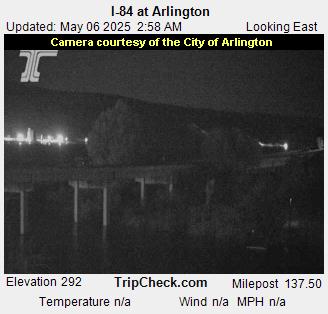 I-84 at Arlington
Updated: May 06 2025 2:58 AM Looking East
Camera courtesy of the City of Arlington
Elevation 292 TripCheck.com Milepost 137.50
Temperature n/a Wind n/a MPH n/a